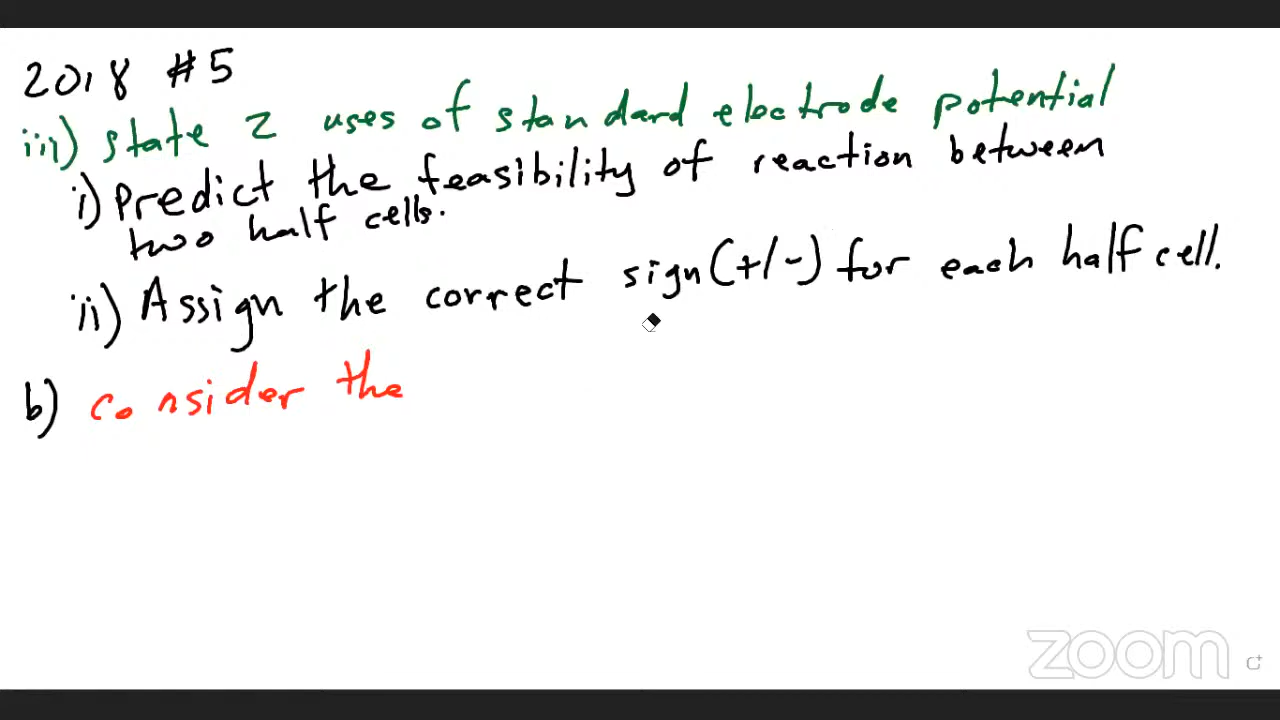 2018 #5
iii) state 2 uses of standard electrode potential
i) Predict the feasibility of reaction between
two half cells.
ii) Assign the correct sign (+/-) for each half cell.
b) consider the
zoom